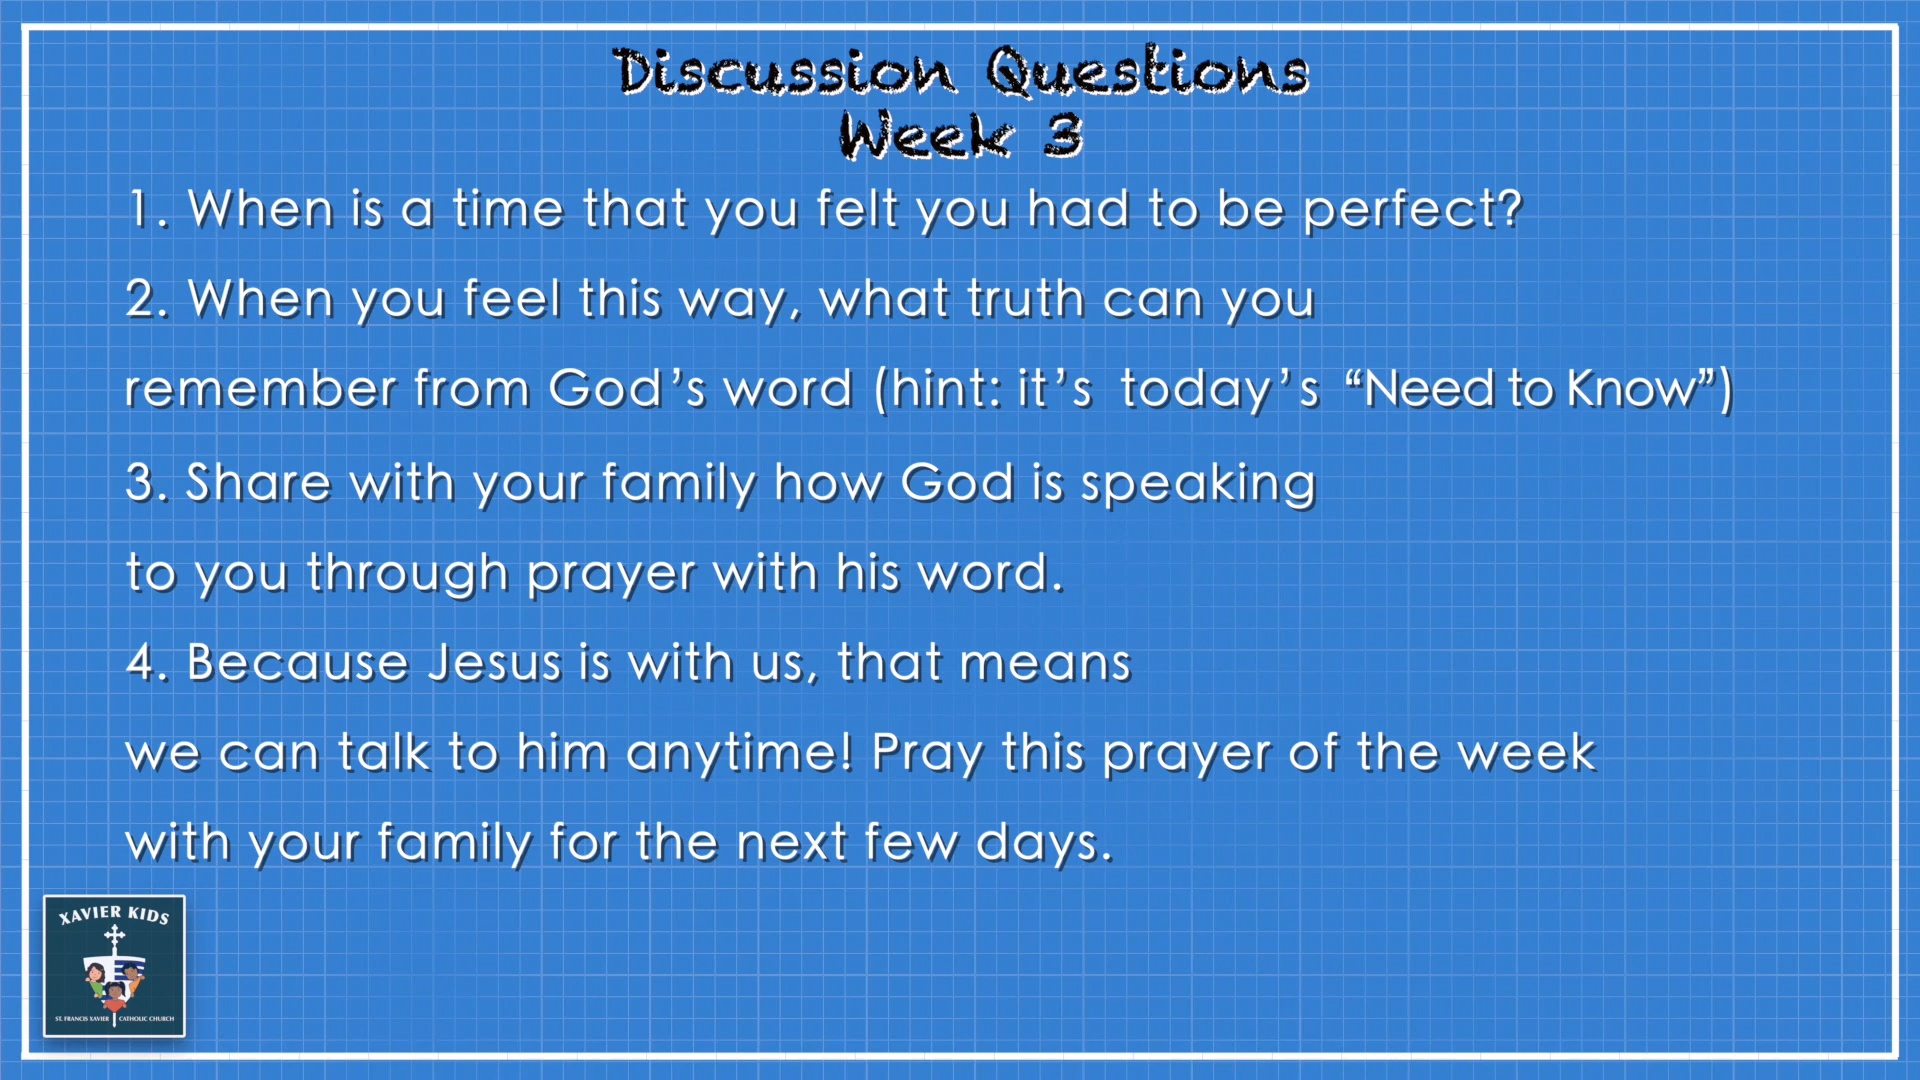 Discussion Questions
Week 3
1. When is a time that you felt you had to be perfect?
2. When you feel this way, what truth can you
remember from God’s word (hint: it’s today’s “Need to Know”)
3. Share with your family how God is speaking
to you through prayer with his word.
4. Because Jesus is with us, that means
we can talk to him anytime! Pray this prayer of the week
with your family for the next few days.
XAVIER KIDS
ST. FRANCIS XAVIER CATHOLIC CHURCH